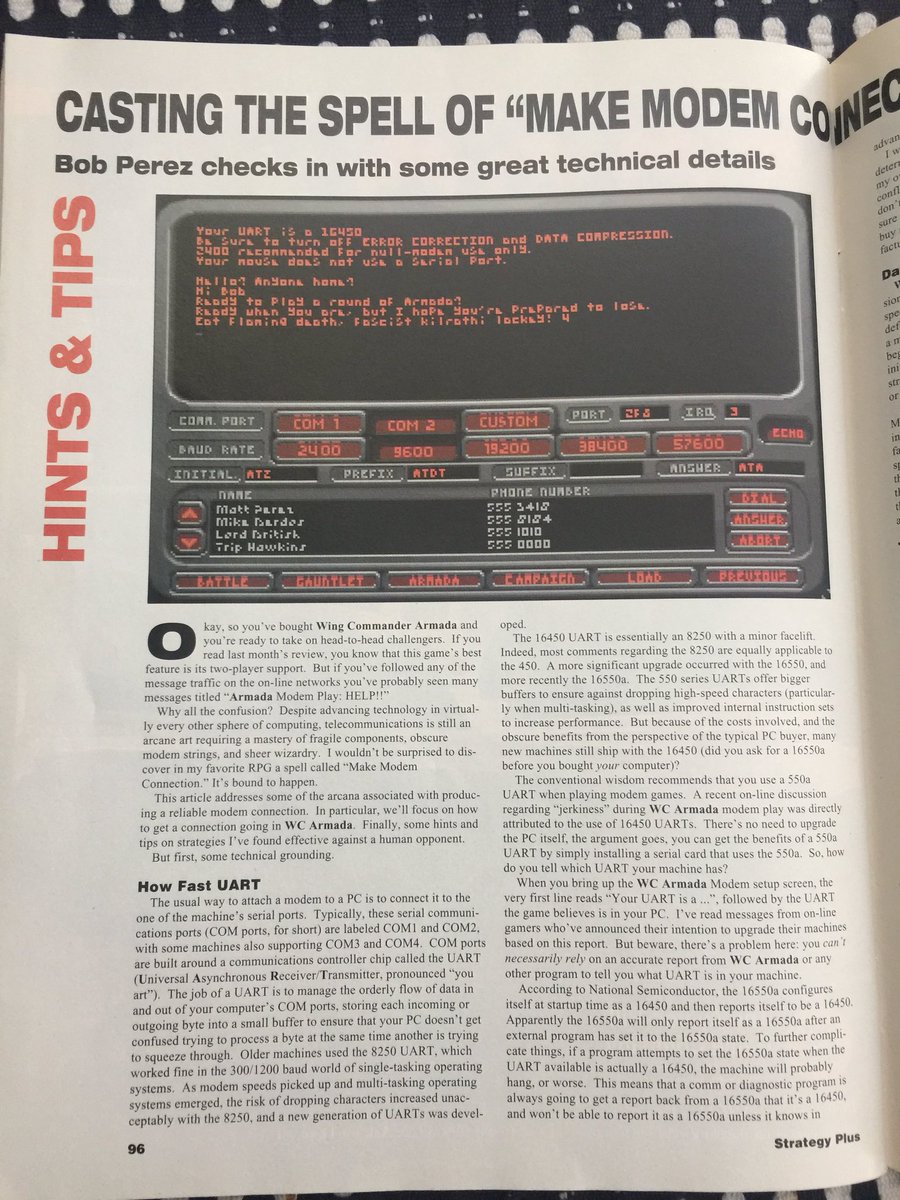 CASTING THE SPELL OF “MAKE MODEM CONNEC
Bob Perez checks in with some great technical details
HINTS & TIPS
Your UART is a 16450
Be Sure to turn off ERROR CORRECTION and DATA COMPRESSION.
2400 recommended for null-modem use only.
Your mouse does not use a Serial Port.
Hello? Anyone home?
Hi Bob
Ready to Play a round of Armada?
Ready when you are, but I hope you're PrePared to lose.
Eat flaming death, fascist kilrathi lackey! 4
COMM. PORT COM 1 COM 2 CUSTOM PORT 2F8 IRQ 3
ECHO
BAUD RATE 2400 9600 19200 38400 57600
INITIAL. ATZ PREFIX ATDT SUFFIX ANSWER ATA
NAME PHONE NUMBER
Matt Perez 555 3418
Mike 555 8184
Lord British 555 1010
Trip Hawkins 555 0000
DIAL
ANSWER
ABORT
BATTLE GAUNTLET ARMADA CAMPAIGN LOAD PREVIOUS
Okay, so you’ve bought Wing Commander Armada and
you’re ready to take on head-to-head challengers. If you
read last month’s review, you know that this game’s best
feature is its two-player support. But if you’ve followed any of the
message traffic on the on-line networks you’ve probably seen many
messages titled “Armada Modem Play: HELP!!”
Why all the confusion? Despite advancing technology in virtual-
ly every other sphere of computing, telecommunications is still an
arcane art requiring a mastery of fragile components, obscure
modem strings, and sheer wizardry. I wouldn’t be surprised to dis-
cover in my favorite RPG a spell called “Make Modem
Connection.” It’s bound to happen.
This article addresses some of the arcana associated with produc-
ing a reliable modem connection. In particular, we’ll focus on how
to get a connection going in WC Armada. Finally, some hints and
tips on strategies I’ve found effective against a human opponent.
But first, some technical grounding.
How Fast UART
The usual way to attach a modem to a PC is to connect it to the
one of the machine’s serial ports. Typically, these serial communi-
cations ports (COM ports, for short) are labeled COM1 and COM2,
with some machines also supporting COM3 and COM4. COM ports
are built around a communications controller chip called the UART
(Universal Asynchronous Receiver/Transmitter, pronounced “you
art”). The job of a UART is to manage the orderly flow of data in
and out of your computer’s COM ports, storing each incoming or
outgoing byte into a small buffer to ensure that your PC doesn’t get
confused trying to process a byte at the same time another is trying
to squeeze through. Older machines used the 8250 UART, which
worked fine in the 300/1200 baud world of single-tasking operating
systems. As modem speeds picked up and multi-tasking operating
systems emerged, the risk of dropping characters increased unac-
ceptably with the 8250, and a new generation of UARTs was devel-
oped.
The 16450 UART is essentially an 8250 with a minor facelift.
Indeed, most comments regarding the 8250 are equally applicable to
the 450. A more significant upgrade occurred with the 16550, and
more recently the 16550a. The 550 series UARTs offer bigger
buffers to ensure against dropping high-speed characters (particular-
ly when multi-tasking), as well as improved internal instruction sets
to increase performance. But because of the costs involved, and the
obscure benefits from the perspective of the typical PC buyer, many
new machines still ship with the 16450 (did you ask for a 16550a
before you bought your computer)?
The conventional wisdom recommends that you use a 550a
UART when playing modem games. A recent on-line discussion
regarding “jerkiness” during WC Armada modem play was directly
attributed to the use of 16450 UARTs. There’s no need to upgrade
the PC itself, the argument goes, you can get the benefits of a 550a
UART by simply installing a serial card that uses the 550a. So, how
do you tell which UART your machine has?
When you bring up the WC Armada Modem setup screen, the
very first line reads “Your UART is a ...”, followed by the UART
the game believes is in your PC. I’ve read messages from on-line
gamers who’ve announced their intention to upgrade their machines
based on this report. But beware, there’s a problem here: you can’t
necessarily rely on an accurate report from WC Armada or any
other program to tell you what UART is in your machine.
According to National Semiconductor, the 16550a configures
itself at startup time as a 16450 and then reports itself to be a 16450.
Apparently the 16550a will only report itself as a 16550a after an
external program has set it to the 16550a state. To further compli-
cate things, if a program attempts to set the 16550a state when the
UART available is actually a 16450, the machine will probably
hang, or worse. This means that a comm or diagnostic program is
always going to get a report back from a 16550a that it’s a 16450,
and won’t be able to report it as a 16550a unless it knows in
96
Strategy Plus
advan
I w
deter
my o
confl
don’t
sure
buy
factu
Da